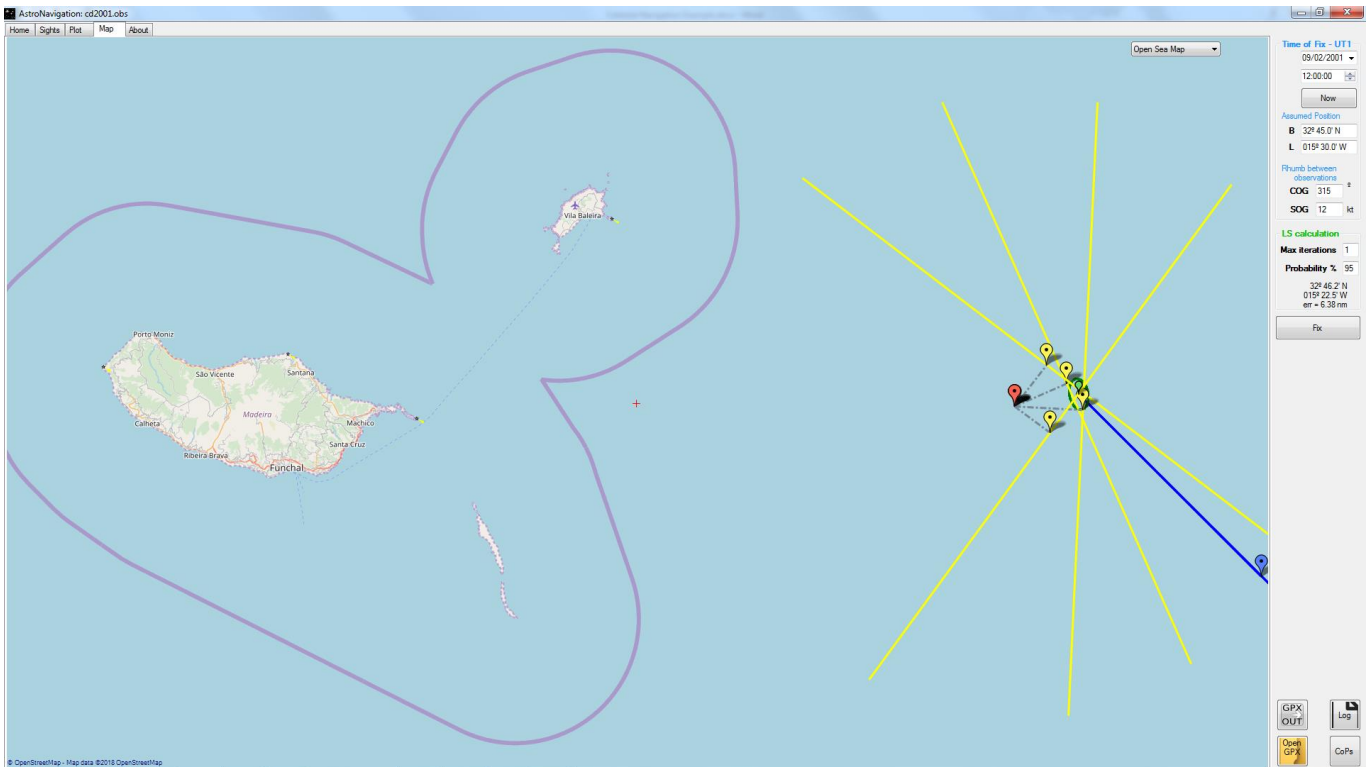 AstroNavigation: cd2001.obs
Home Sights Plot Map About
Open Sea Map
Time of Fix - UT1
09/02/2001
12:00:00
Now
Assumed Position
B 32º 45.0' N
L 015º 30.0' W
Rhumb between
observations
COG 315 º
SOG 12 kt
LS calculation
Max iterations 1
Probability % 95
32º 46.2' N
015º 22.5' W
err = 6.38 nm
Fix
Vila Baleira
Porto Moniz
São Vicente
Santana
Madeira
Calheta
Machico
Santa Cruz
Ribeira Brava
Funchal
GPX
OUT
Log
Open
GPX
CoPs
© OpenStreetMap - Map data ©2018 OpenStreetMap